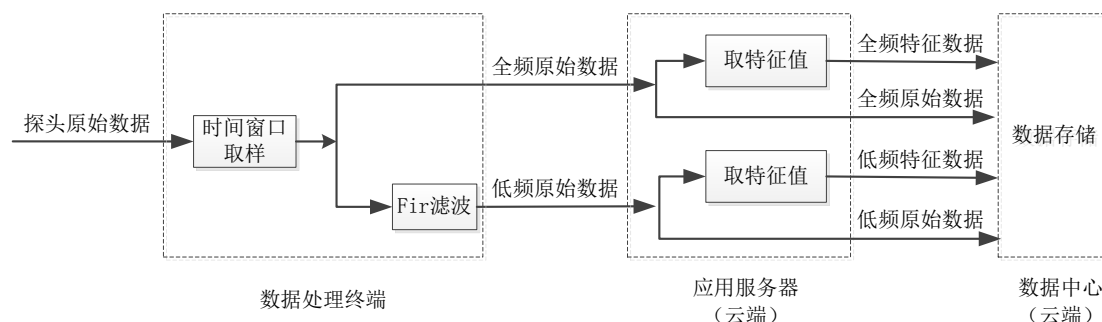 探头原始数据
时间窗口
取样
Fir滤波
全频原始数据
低频原始数据
取特征值
取特征值
全频特征数据
全频原始数据
低频特征数据
低频原始数据
数据存储
数据处理终端
应用服务器
（云端）
数据中心
（云端）